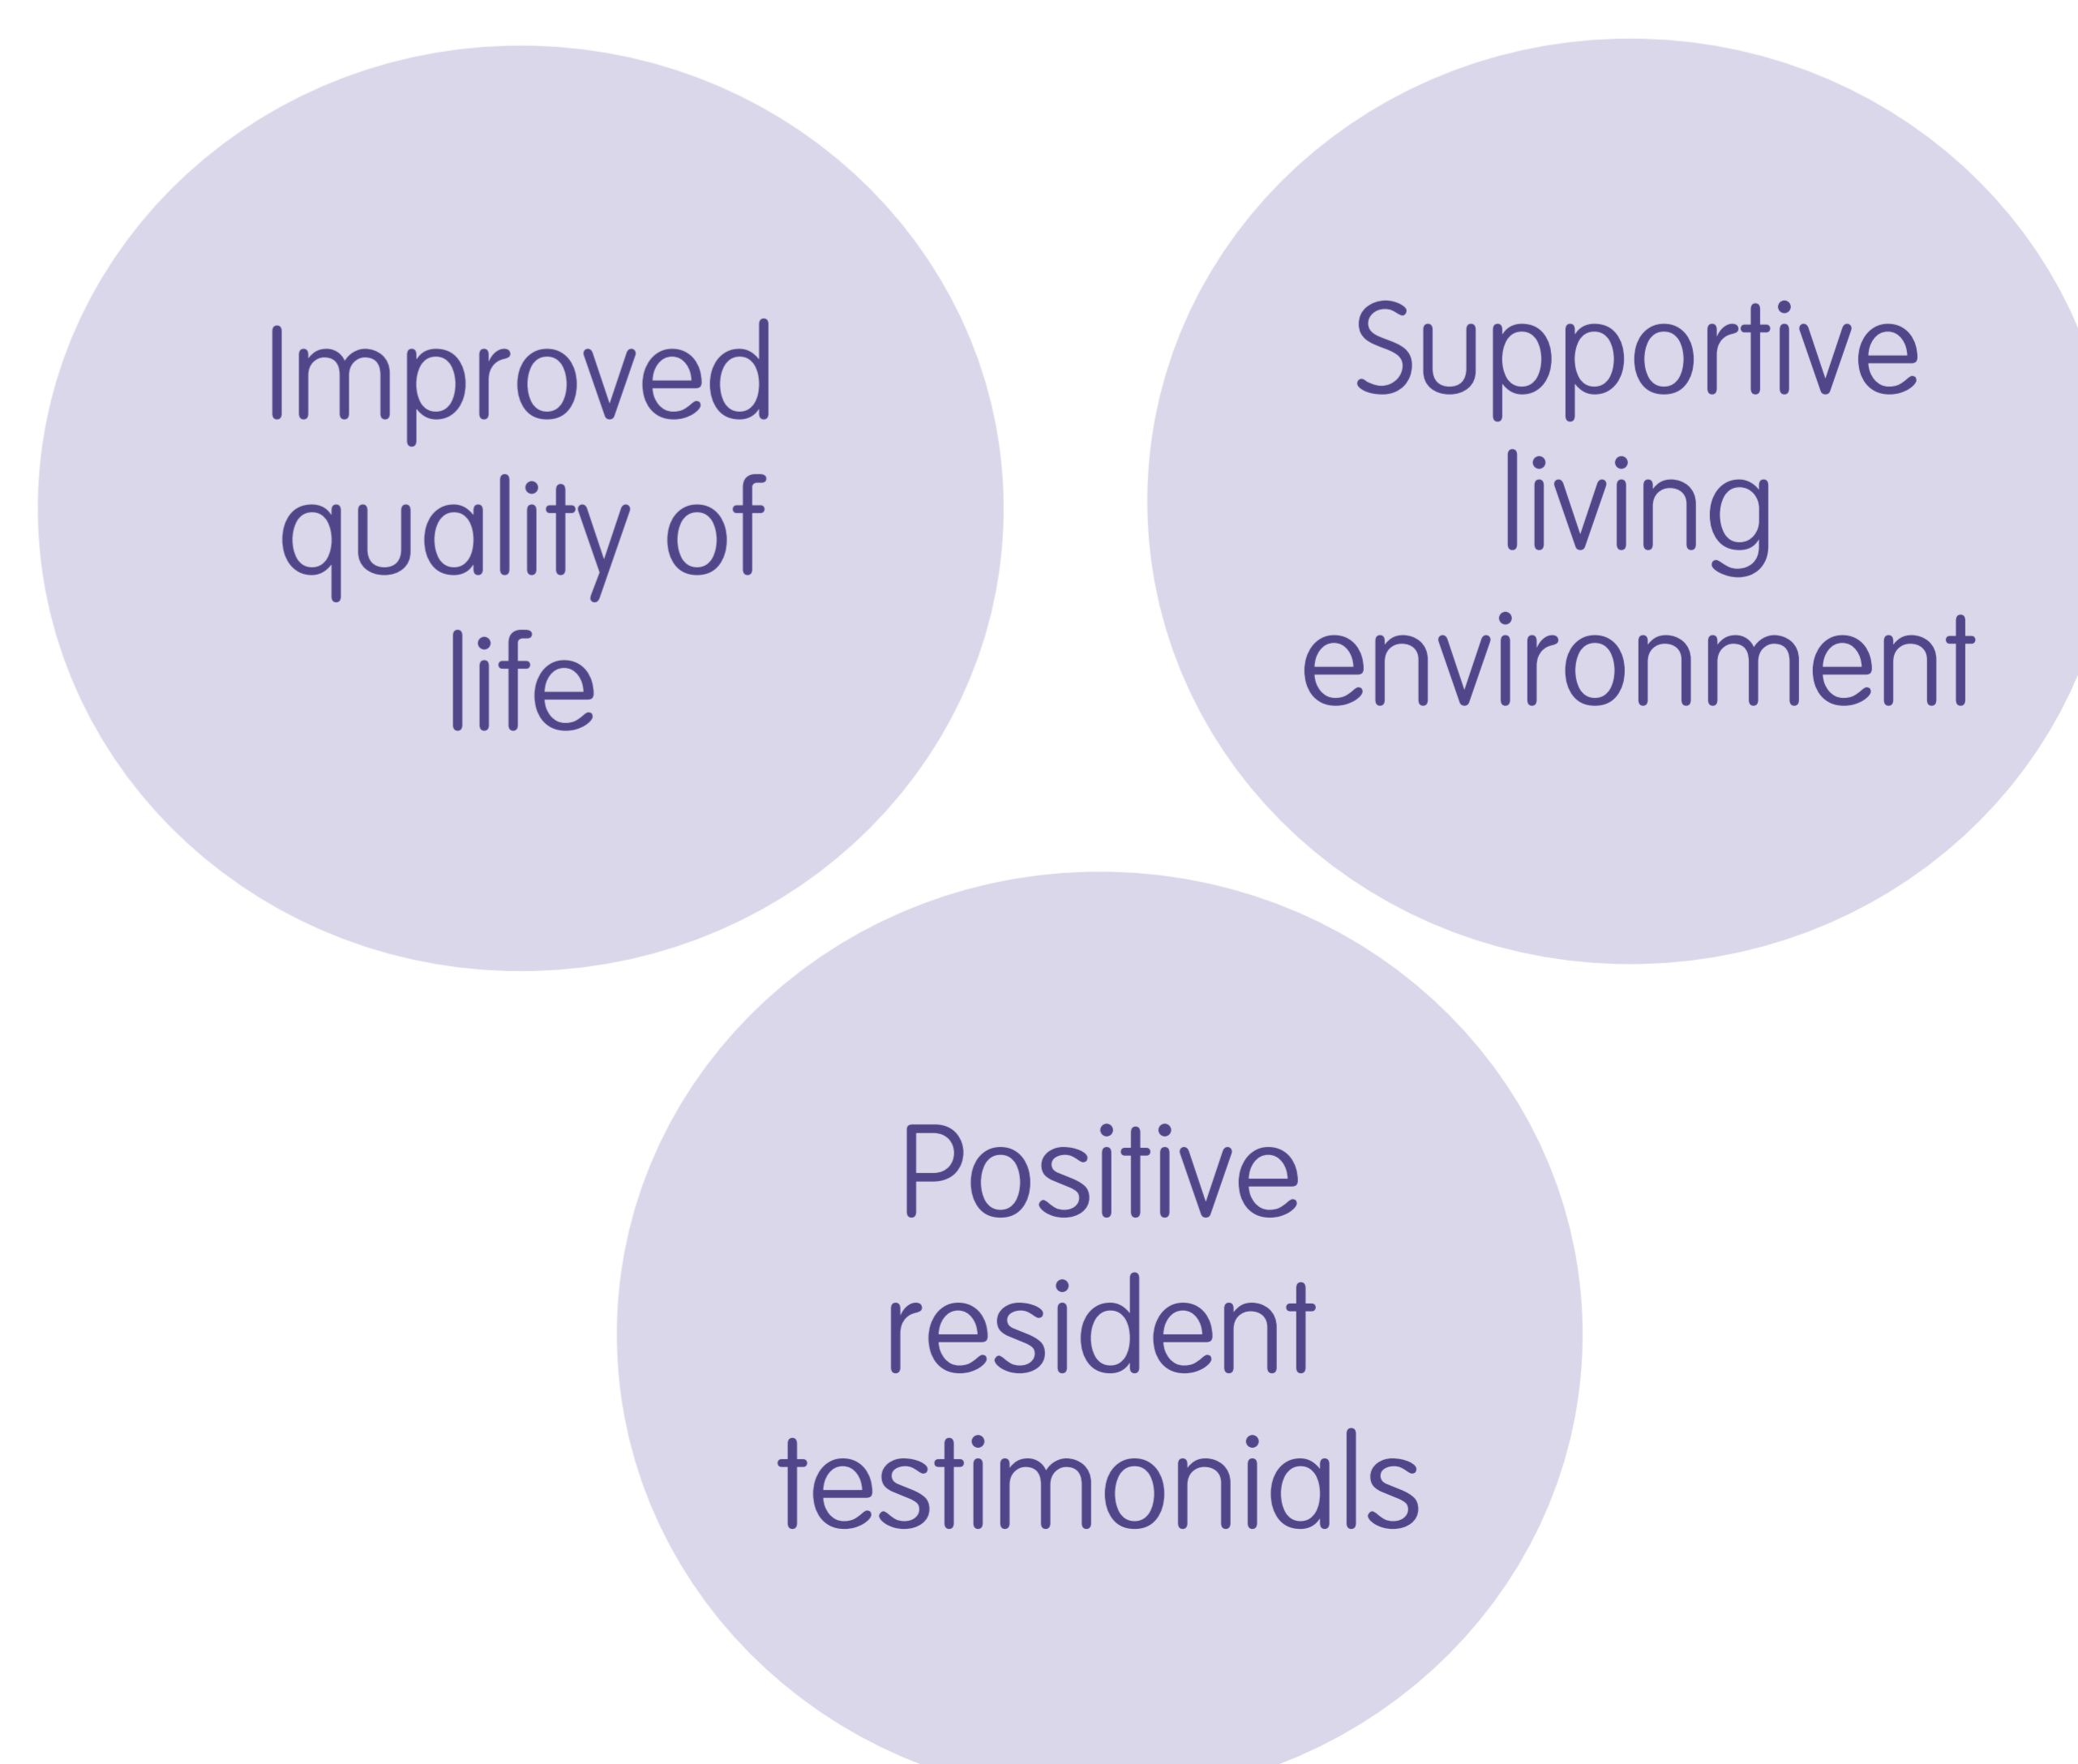 Improved
quality of
life
Supportive
living
environment
Positive
resident
testimonials